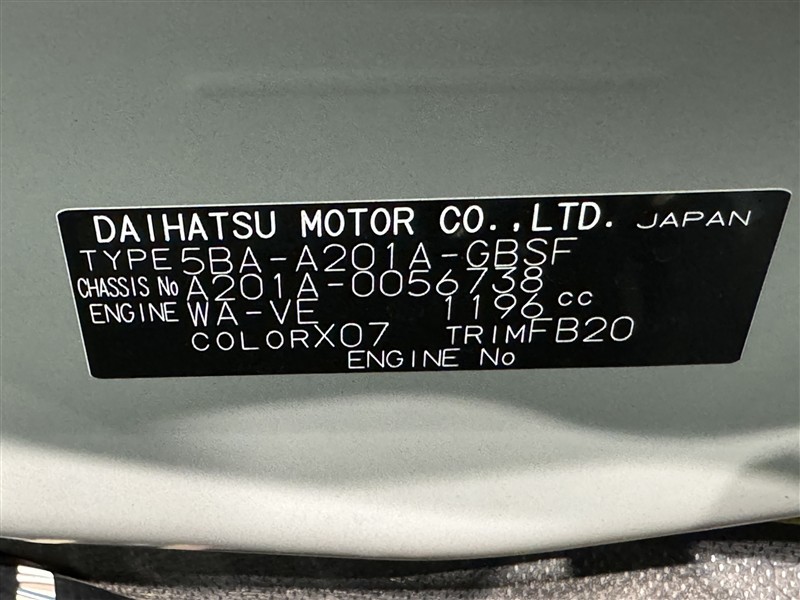 DAIHATSU MOTOR CO.,LTD. JAPAN
TYPE 5BA-A201A-GBSF
CHASSIS No A201A-0056738
ENGINE WA-VE 1196 cc
COLOR X07 TRIM FB20
ENGINE No